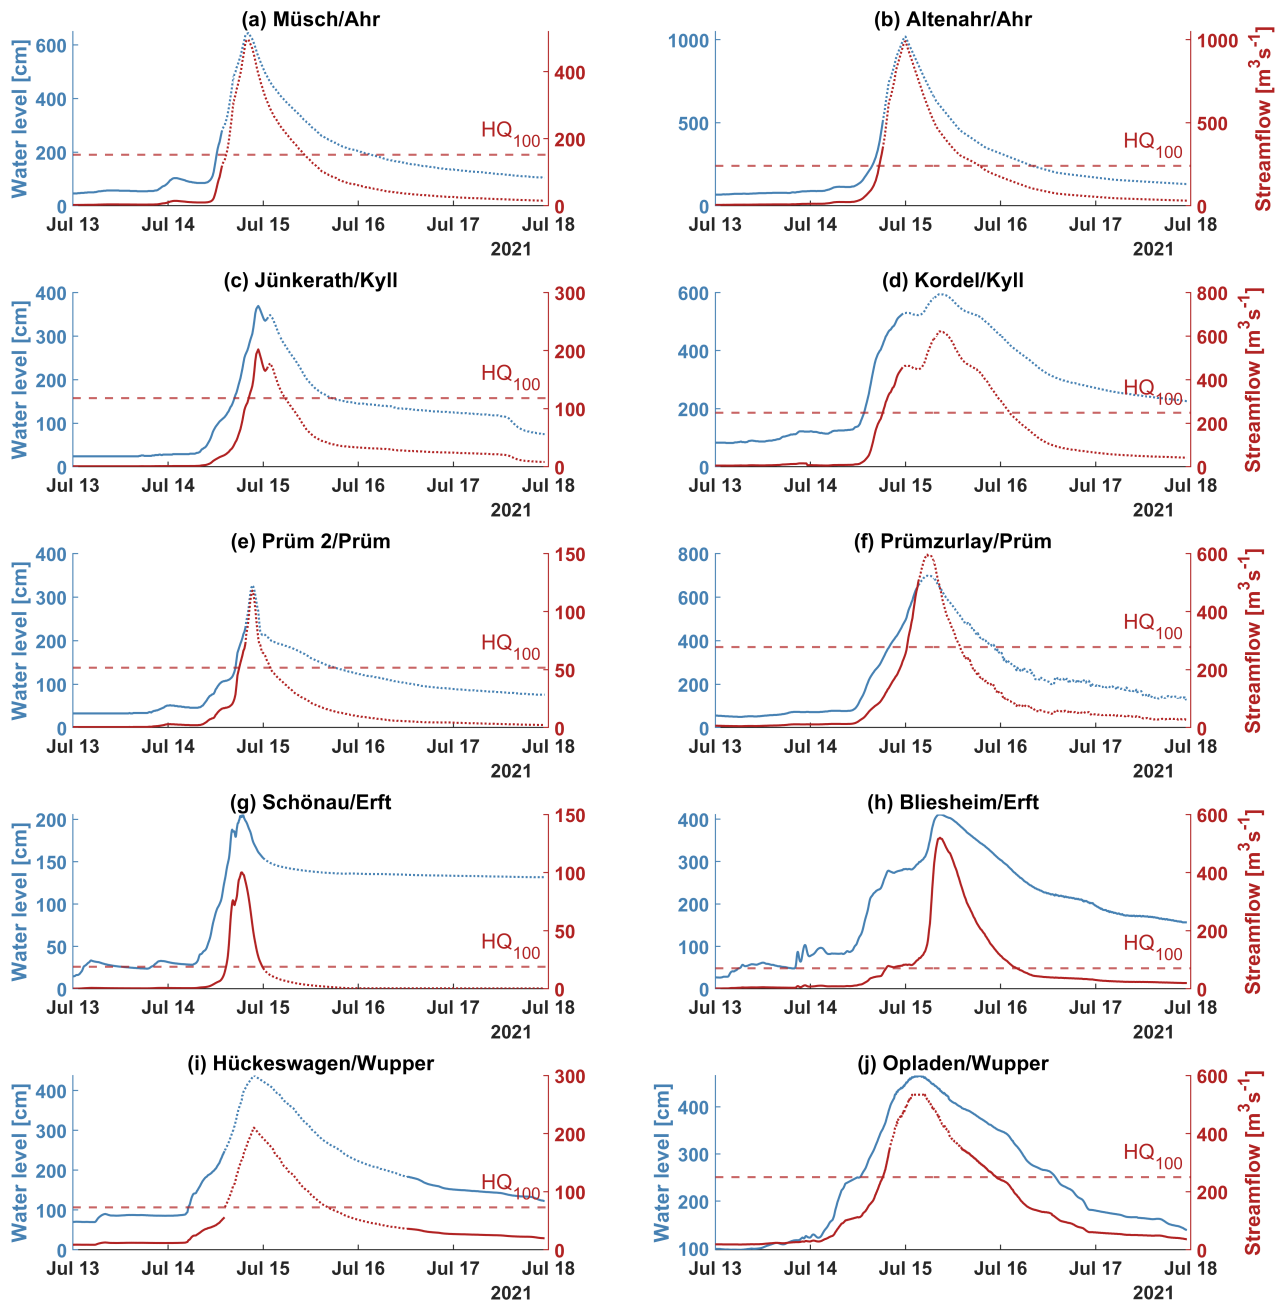 (a) Müsch/Ahr
Water level [cm]
600
400
200
0
400
200
0
HQ100
Jul 13 Jul 14 Jul 15 Jul 16 Jul 17 Jul 18
2021
(b) Altenahr/Ahr
1000
500
0
1000
500
0
Streamflow [m3s-1]
HQ100
Jul 13 Jul 14 Jul 15 Jul 16 Jul 17 Jul 18
2021
(c) Jünkerath/Kyll
Water level [cm]
400
300
200
100
0
300
200
100
0
HQ100
Jul 13 Jul 14 Jul 15 Jul 16 Jul 17 Jul 18
2021
(d) Kordel/Kyll
600
400
200
0
800
600
400
200
0
Streamflow [m3s-1]
HQ100
Jul 13 Jul 14 Jul 15 Jul 16 Jul 17 Jul 18
2021
(e) Prüm 2/Prüm
Water level [cm]
400
300
200
100
0
150
100
50
0
HQ100
Jul 13 Jul 14 Jul 15 Jul 16 Jul 17 Jul 18
2021
(f) Prümzurlay/Prüm
800
600
400
200
0
600
400
200
0
Streamflow [m3s-1]
HQ100
Jul 13 Jul 14 Jul 15 Jul 16 Jul 17 Jul 18
2021
(g) Schönau/Erft
Water level [cm]
200
150
100
50
0
150
100
50
0
HQ100
Jul 13 Jul 14 Jul 15 Jul 16 Jul 17 Jul 18
2021
(h) Bliesheim/Erft
400
300
200
100
0
600
400
200
0
Streamflow [m3s-1]
HQ100
Jul 13 Jul 14 Jul 15 Jul 16 Jul 17 Jul 18
2021
(i) Hückeswagen/Wupper
Water level [cm]
400
300
200
100
0
300
200
100
0
HQ100
Jul 13 Jul 14 Jul 15 Jul 16 Jul 17 Jul 18
2021
(j) Opladen/Wupper
Water level [cm]
400
300
200
100
600
400
200
0
Streamflow [m3s-1]
HQ100
Jul 13 Jul 14 Jul 15 Jul 16 Jul 17 Jul 18
2021